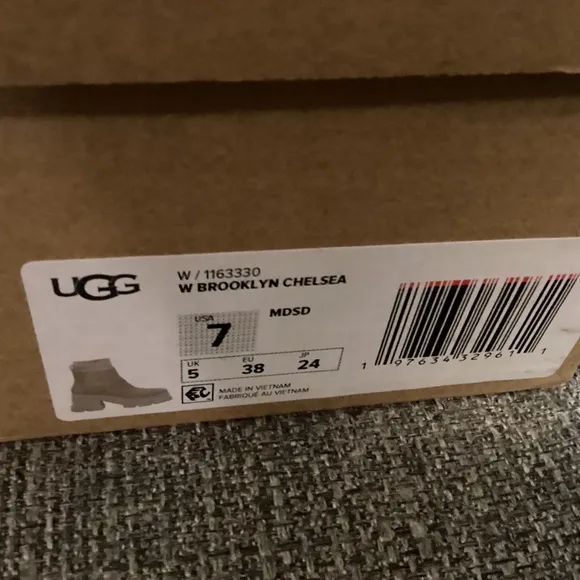 UGG
W / 1163330
W BROOKLYN CHELSEA
USA
7
MDSD
UK EU JP
5 38 24
MADE IN VIETNAM
FABRIQUÉ AU VIETNAM
1 97634 32961 1